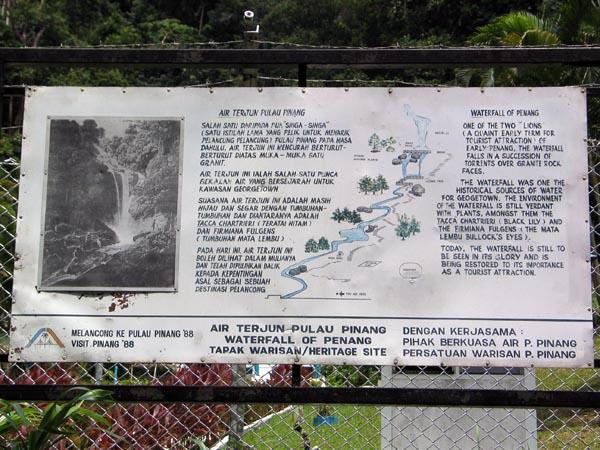 AIR TERJUN PULAU PINANG
SALAH SATU DARIPADA DUA "SINGA-SINGA"
(SATU ISTILAH LAMA YANG PELIK UNTUK MENARIK
PELANCUNG PELANCUNG) PULAU PINANG PADA MASA
DAHULU, AIR TERJUN INI MENCURAH BERTURUT-
BERTURUT DIATAS MUKA-MUKA BATU
GRANIT.
AIR TERJUN INI IALAH SALAH SATU PUNCA
BEKALAN AIR YANG BERSEJARAH UNTUK
KAWASAN GEORGETOWN
SUASANA AIR TERJUN INI ADALAH MASIH
HIJAU DAN SEGAR DENGAN TUMBUHAN-
TUMBUHAN DAN DIANTARANYA ADALAH
TACCA CHARTRIERI (TERATAI HITAM)
DAN FIRMIANA FULGENS
(TUMBUHAN MATA LEMBU)
PADA HARI INI, AIR TERJUN INI
BOLEH DILIHAT DALAM MULIANYA
DAN TELAH DIPULINKAN BALIK
KEPADA KEPENTINGAN
ASAL SEBAGAI SEBUAH
DESTINASI PELANCONG
WATERFALL OF PENANG
ONE OF THE TWO "LIONS
(A QUAINT EARLY TERM FOR
TOURIST ATTRACTION) OF
EARLY PENANG, THE WATERFALL
FALLS IN A SUCCESSION OF
TORRENTS OVER GRANITE ROCK
FACES.
THE WATERFALL WAS ONE OF THE
HISTORICAL SOURCES OF WATER
FOR GEOGETOWN. THE ENVIRONMENT
OF THE WATERFALL IS STILL VERDANT
WITH PLANTS, AMONGST THEM THE
TACCA CHARTRIERI (BLACK LILY) AND
THE FIRMIANA FULGENS (THE MATA
LEMBU BULLOCK'S EYES).
TODAY, THE WATERFALL IS STILL TO
BE SEEN IN ITS GLORY AND IS
BEING RESTORED TO ITS IMPORTANCE
AS A TOURIST ATTRACTION.
MELANCONG KE PULAU PINANG '88
VISIT PINANG '88
AIR TERJUN PULAU PINANG
WATERFALL OF PENANG
TAPAK WARISAN/HERITAGE SITE
DENGAN KERJASAMA :
PIHAK BERKUASA AIR P. PINANG
PERSATUAN WARISAN P. PINANG